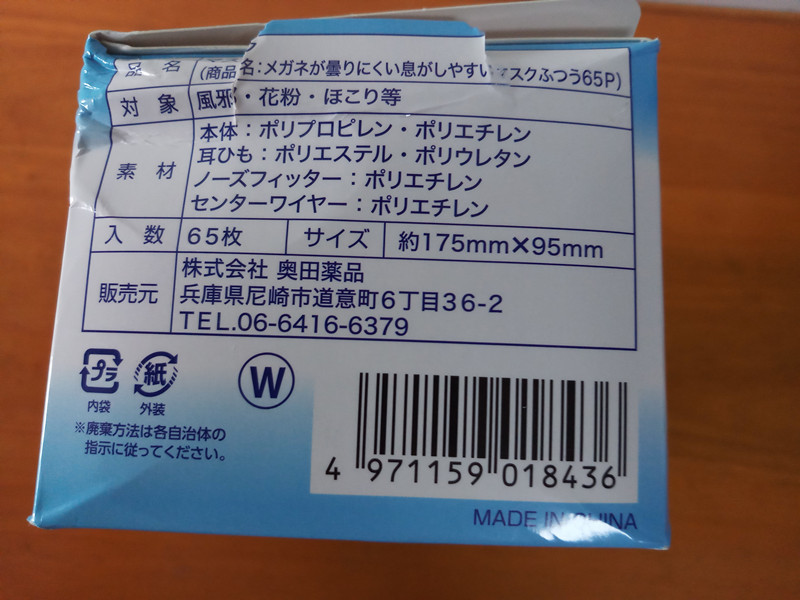 品名
(商品名:メガネが曇りにくい息がしやすいマスクふつう65P)
対象 風邪・花粉・ほこり等
素材
本体:ポリプロピレン・ポリエチレン
耳ひも:ポリエステル・ポリウレタン
ノーズフィッター:ポリエチレン
センターワイヤー:ポリエチレン
入数 65枚 サイズ 約175mm×95mm
販売元
株式会社 奥田薬品
兵庫県尼崎市道意町6丁目36-2
TEL.06-6416-6379
プラ 紙 W
内袋 外装
※廃棄方法は各自治体の
指示に従ってください。
4 971159 018436
MADE IN CHINA